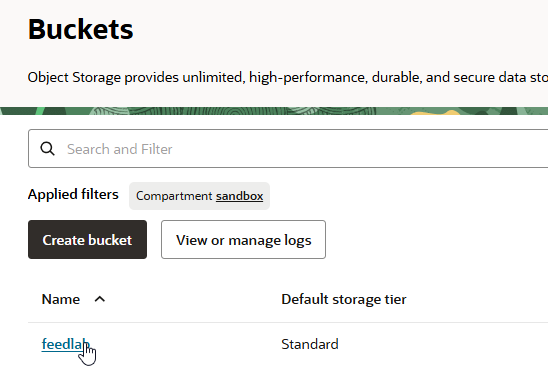 Buckets
Object Storage provides unlimited, high-performance, durable, and secure data sto
Search and Filter
Applied filters Compartment sandbox
Create bucket View or manage logs
Name Default storage tier
Standard